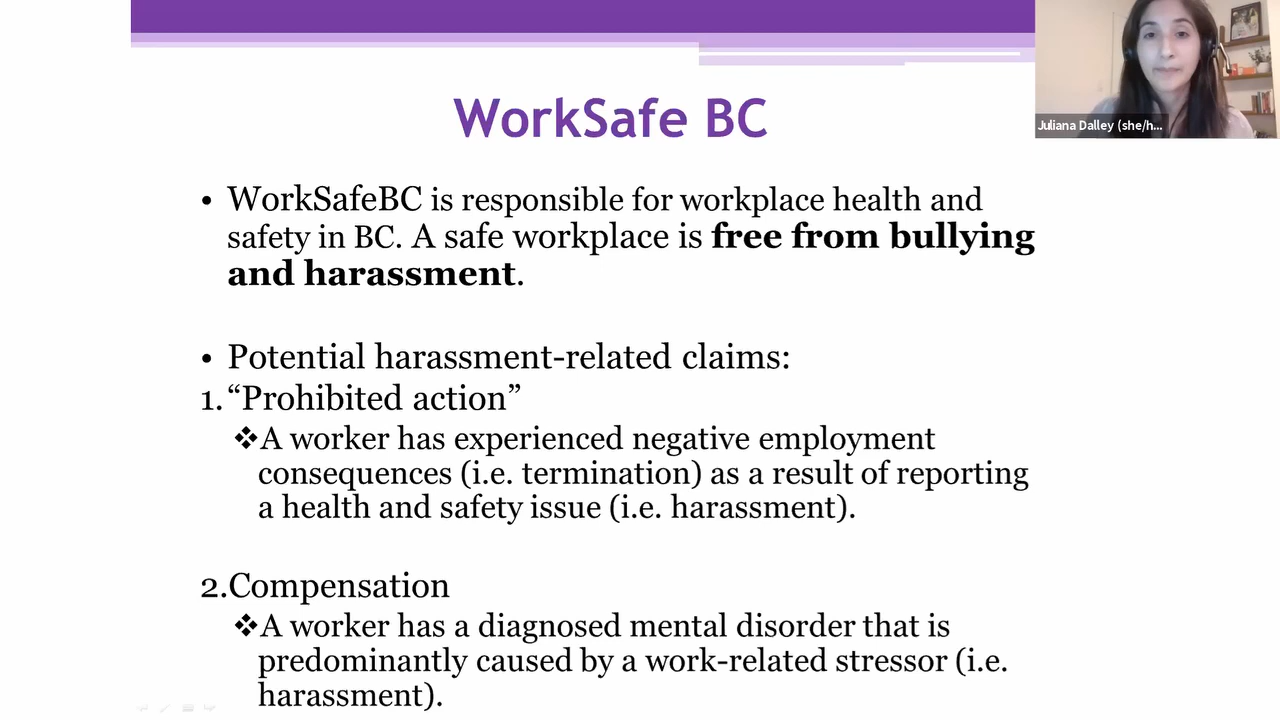 WorkSafe BC
Juliana Dalley (she/h...
• WorkSafeBC is responsible for workplace health and
safety in BC. A safe workplace is free from bullying
and harassment.
• Potential harassment-related claims:
1. “Prohibited action”
❖A worker has experienced negative employment
consequences (i.e. termination) as a result of reporting
a health and safety issue (i.e. harassment).
2.Compensation
❖A worker has a diagnosed mental disorder that is
predominantly caused by a work-related stressor (i.e.
harassment).